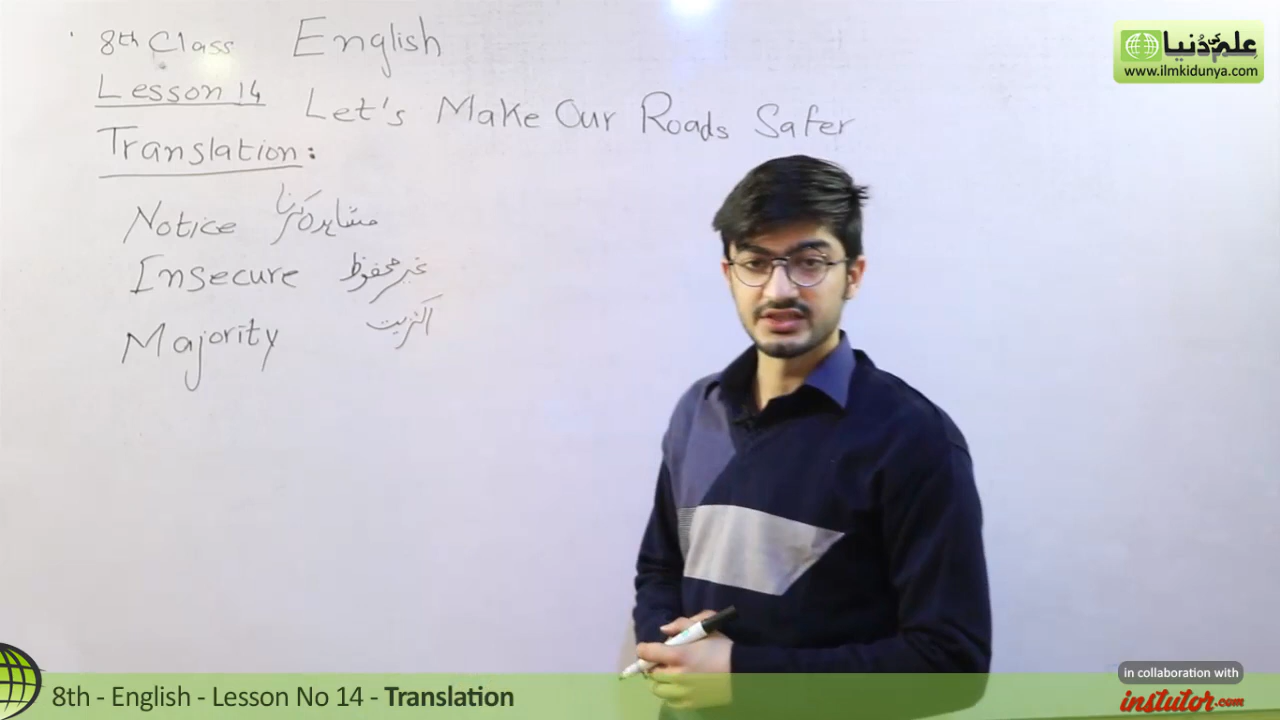 8th Class English
Lesson 14 Let's Make Our Roads Safer
Translation:
Notice مشاہدہ کرنا
Insecure غیر محفوظ
Majority اکثریت
علم کی دنیا
www.ilmkidunya.com
8th - English - Lesson No 14 - Translation
in collaboration with
instutor.com